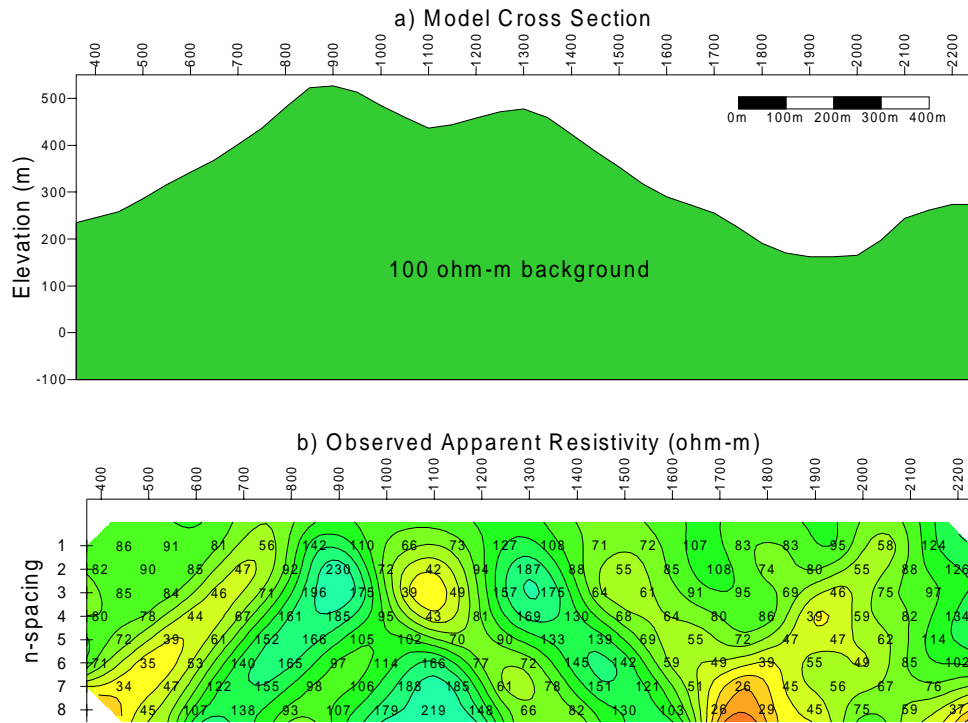 a) Model Cross Section
400 500 600 700 800 900 1000 1100 1200 1300 1400 1500 1600 1700 1800 1900 2000 2100 2200
500
400
300
200
100
0
-100
Elevation (m)
0m 100m 200m 300m 400m
100 ohm-m background
b) Observed Apparent Resistivity (ohm-m)
400 500 600 700 800 900 1000 1100 1200 1300 1400 1500 1600 1700 1800 1900 2000 2100 2200
n-spacing
1 86 91 81 56 142 110 66 73 127 108 71 72 107 83 83 95 58 124
2 82 90 85 47 92 230 72 42 94 187 88 55 85 108 74 80 55 88 126
3 85 84 46 71 196 175 39 49 157 175 64 61 91 95 69 46 75 97
4 80 78 44 67 161 185 95 43 81 169 130 68 64 80 86 39 59 82 134
5 72 39 61 152 166 105 102 70 90 133 139 69 55 72 47 47 62 114
6 71 35 53 140 165 97 114 166 77 72 145 142 59 49 39 55 49 85 102
7 34 47 122 155 98 106 188 185 61 78 151 121 51 26 45 56 67 76
8 45 107 138 93 107 179 219 148 66 82 130 103 26 29 45 75 59 37